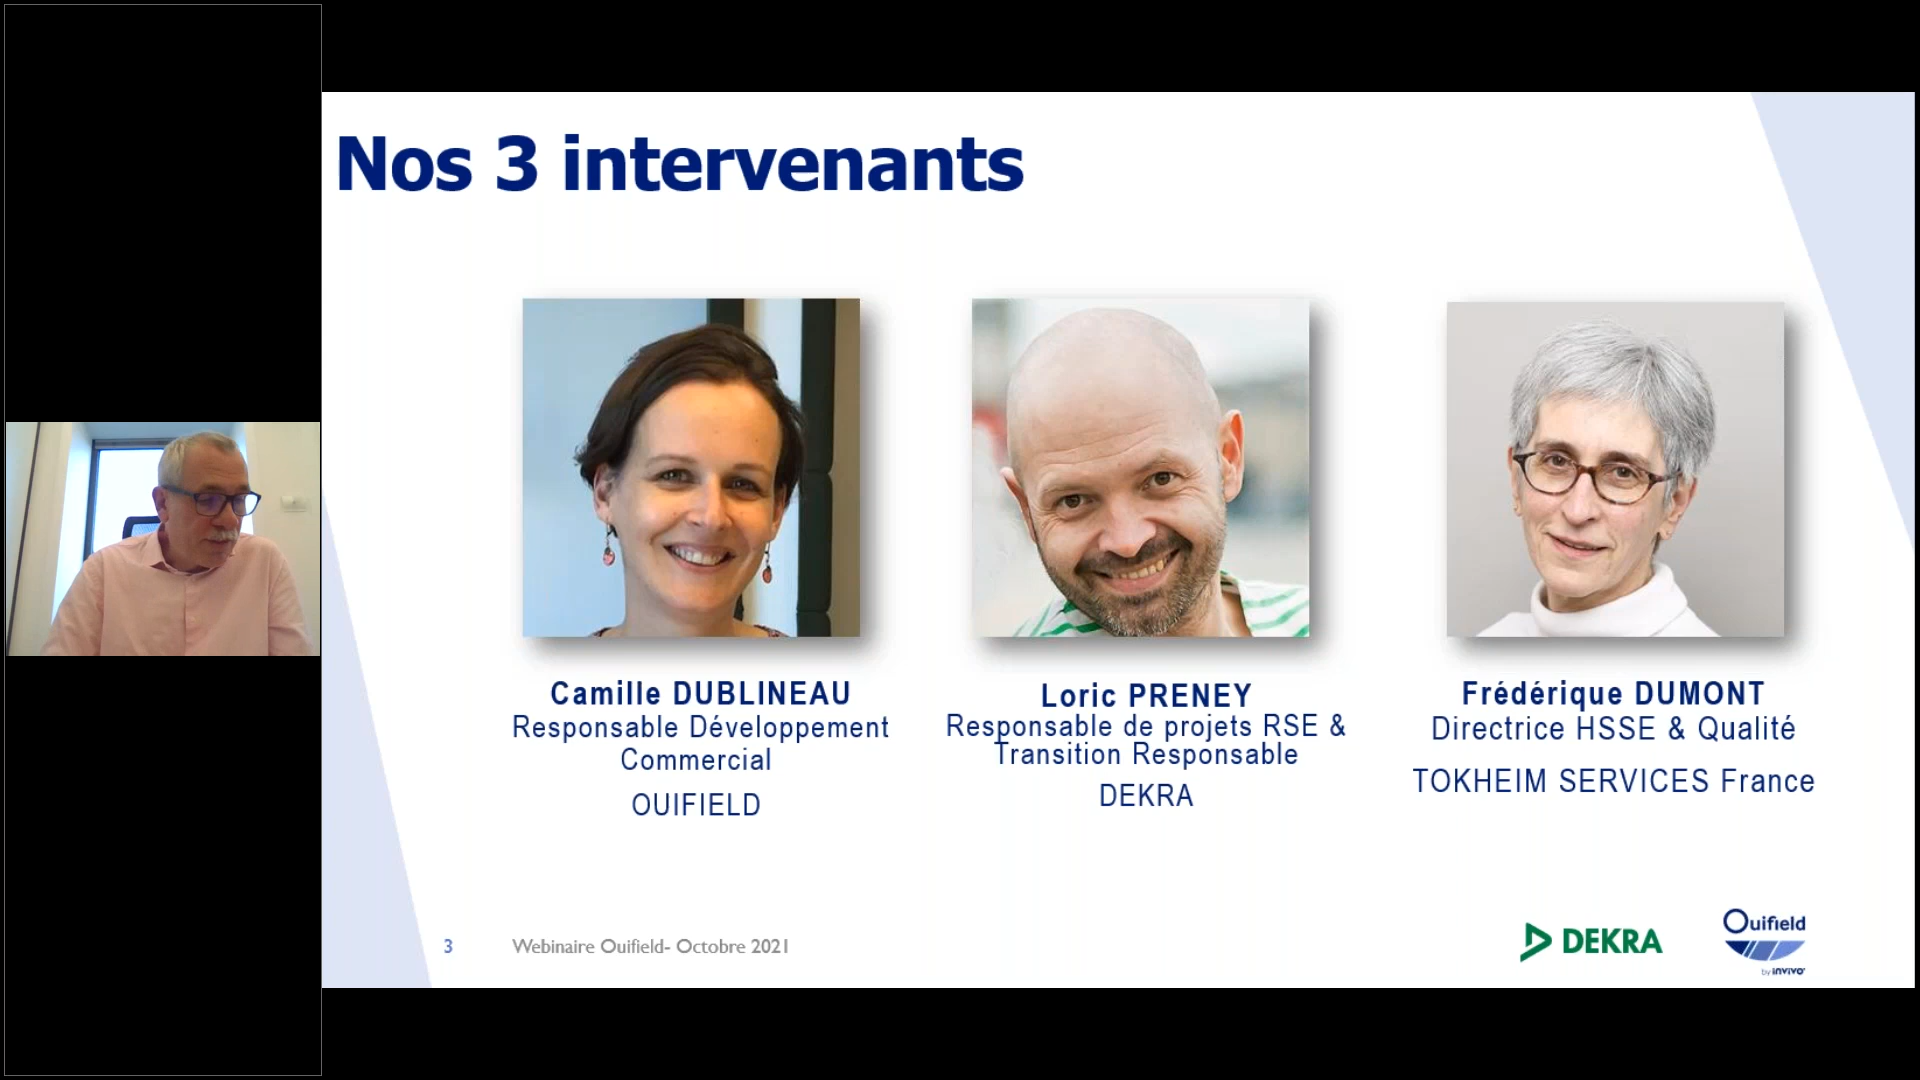 Nos 3 intervenants
Camille DUBLINEAU
Responsable Développement
Commercial
OUIFIELD
Loric PRENEY
Responsable de projets RSE &
Transition Responsable
DEKRA
Frédérique DUMONT
Directrice HSSE & Qualité
TOKHEIM SERVICES France
3
Webinaire Ouifield- Octobre 2021
DEKRA
Ouifield
by invivo